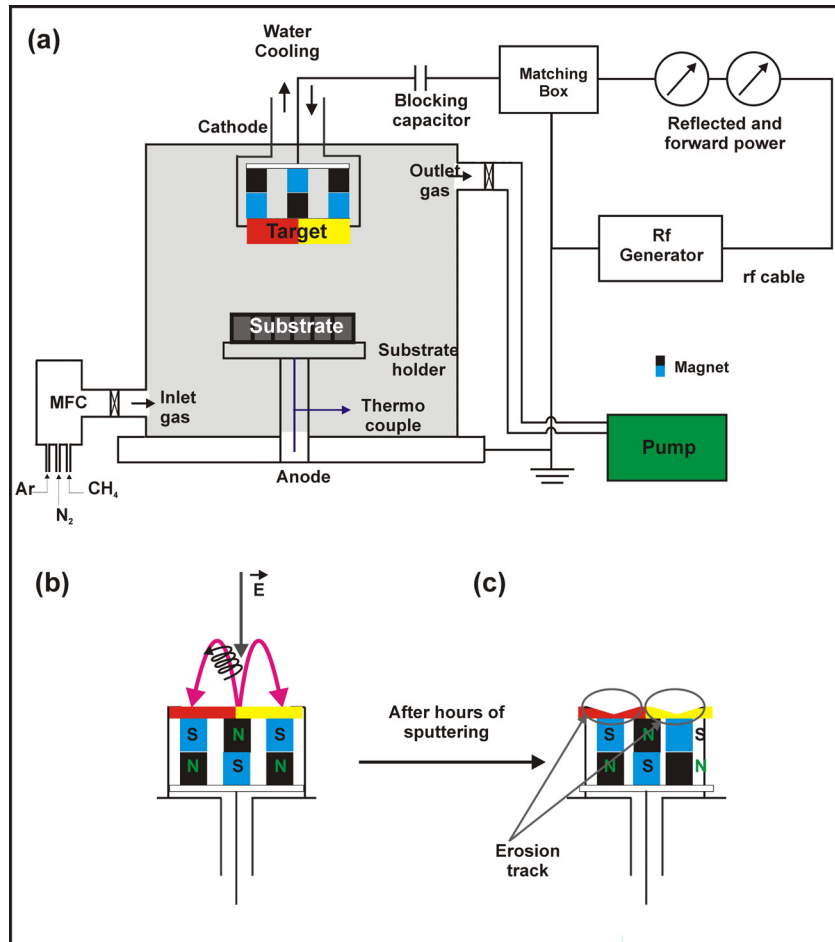 (a)
Water
Cooling
Cathode
Blocking
capacitor
Matching
Box
Reflected and
forward power
Outlet
gas
Target
Rf
Generator
rf cable
Substrate
Substrate
holder
Magnet
MFC
Inlet
gas
Thermo
couple
Pump
Anode
Ar
N₂
CH₄
(b)
E
(c)
S N S
N S N
After hours of
sputtering
S N S
N S N
Erosion
track